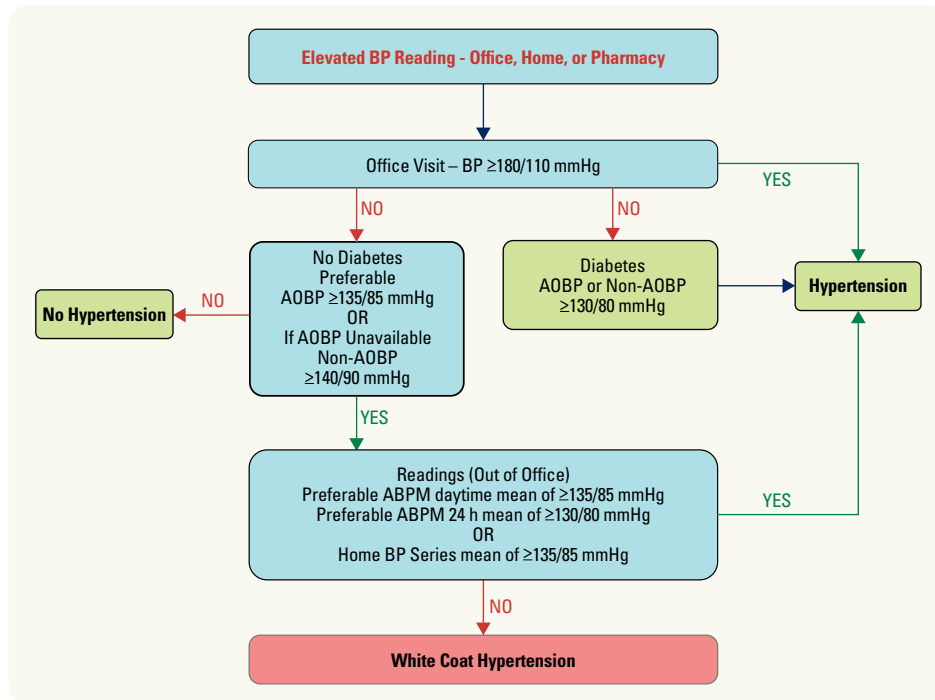 Elevated BP Reading - Office, Home, or Pharmacy
Office Visit – BP ≥180/110 mmHg
YES
NO
NO
No Diabetes
Preferable
AOBP ≥135/85 mmHg
OR
If AOBP Unavailable
Non-AOBP
≥140/90 mmHg
Diabetes
AOBP or Non-AOBP
≥130/80 mmHg
Hypertension
NO
No Hypertension
YES
Readings (Out of Office)
Preferable ABPM daytime mean of ≥135/85 mmHg
Preferable ABPM 24 h mean of ≥130/80 mmHg
OR
Home BP Series mean of ≥135/85 mmHg
YES
NO
White Coat Hypertension